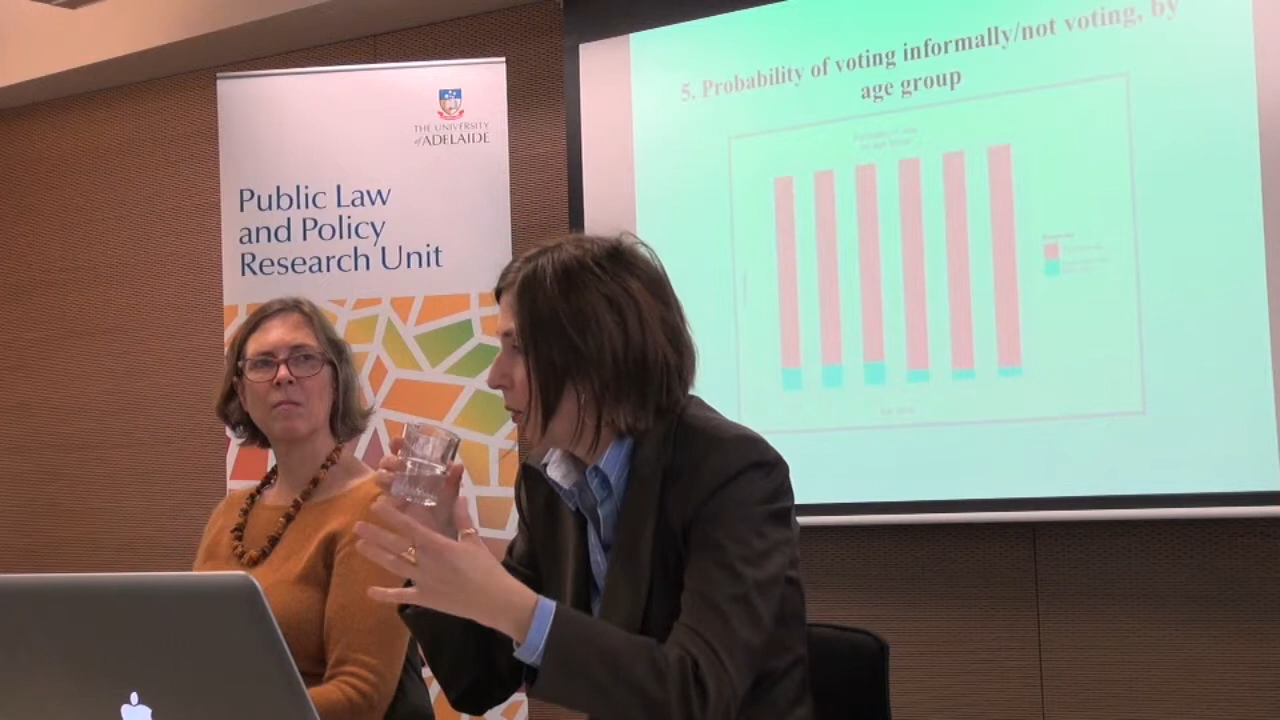 THE UNIVERSITY
of ADELAIDE
Public Law
and Policy
Research Unit
5. Probability of voting informally/not voting, by
age group